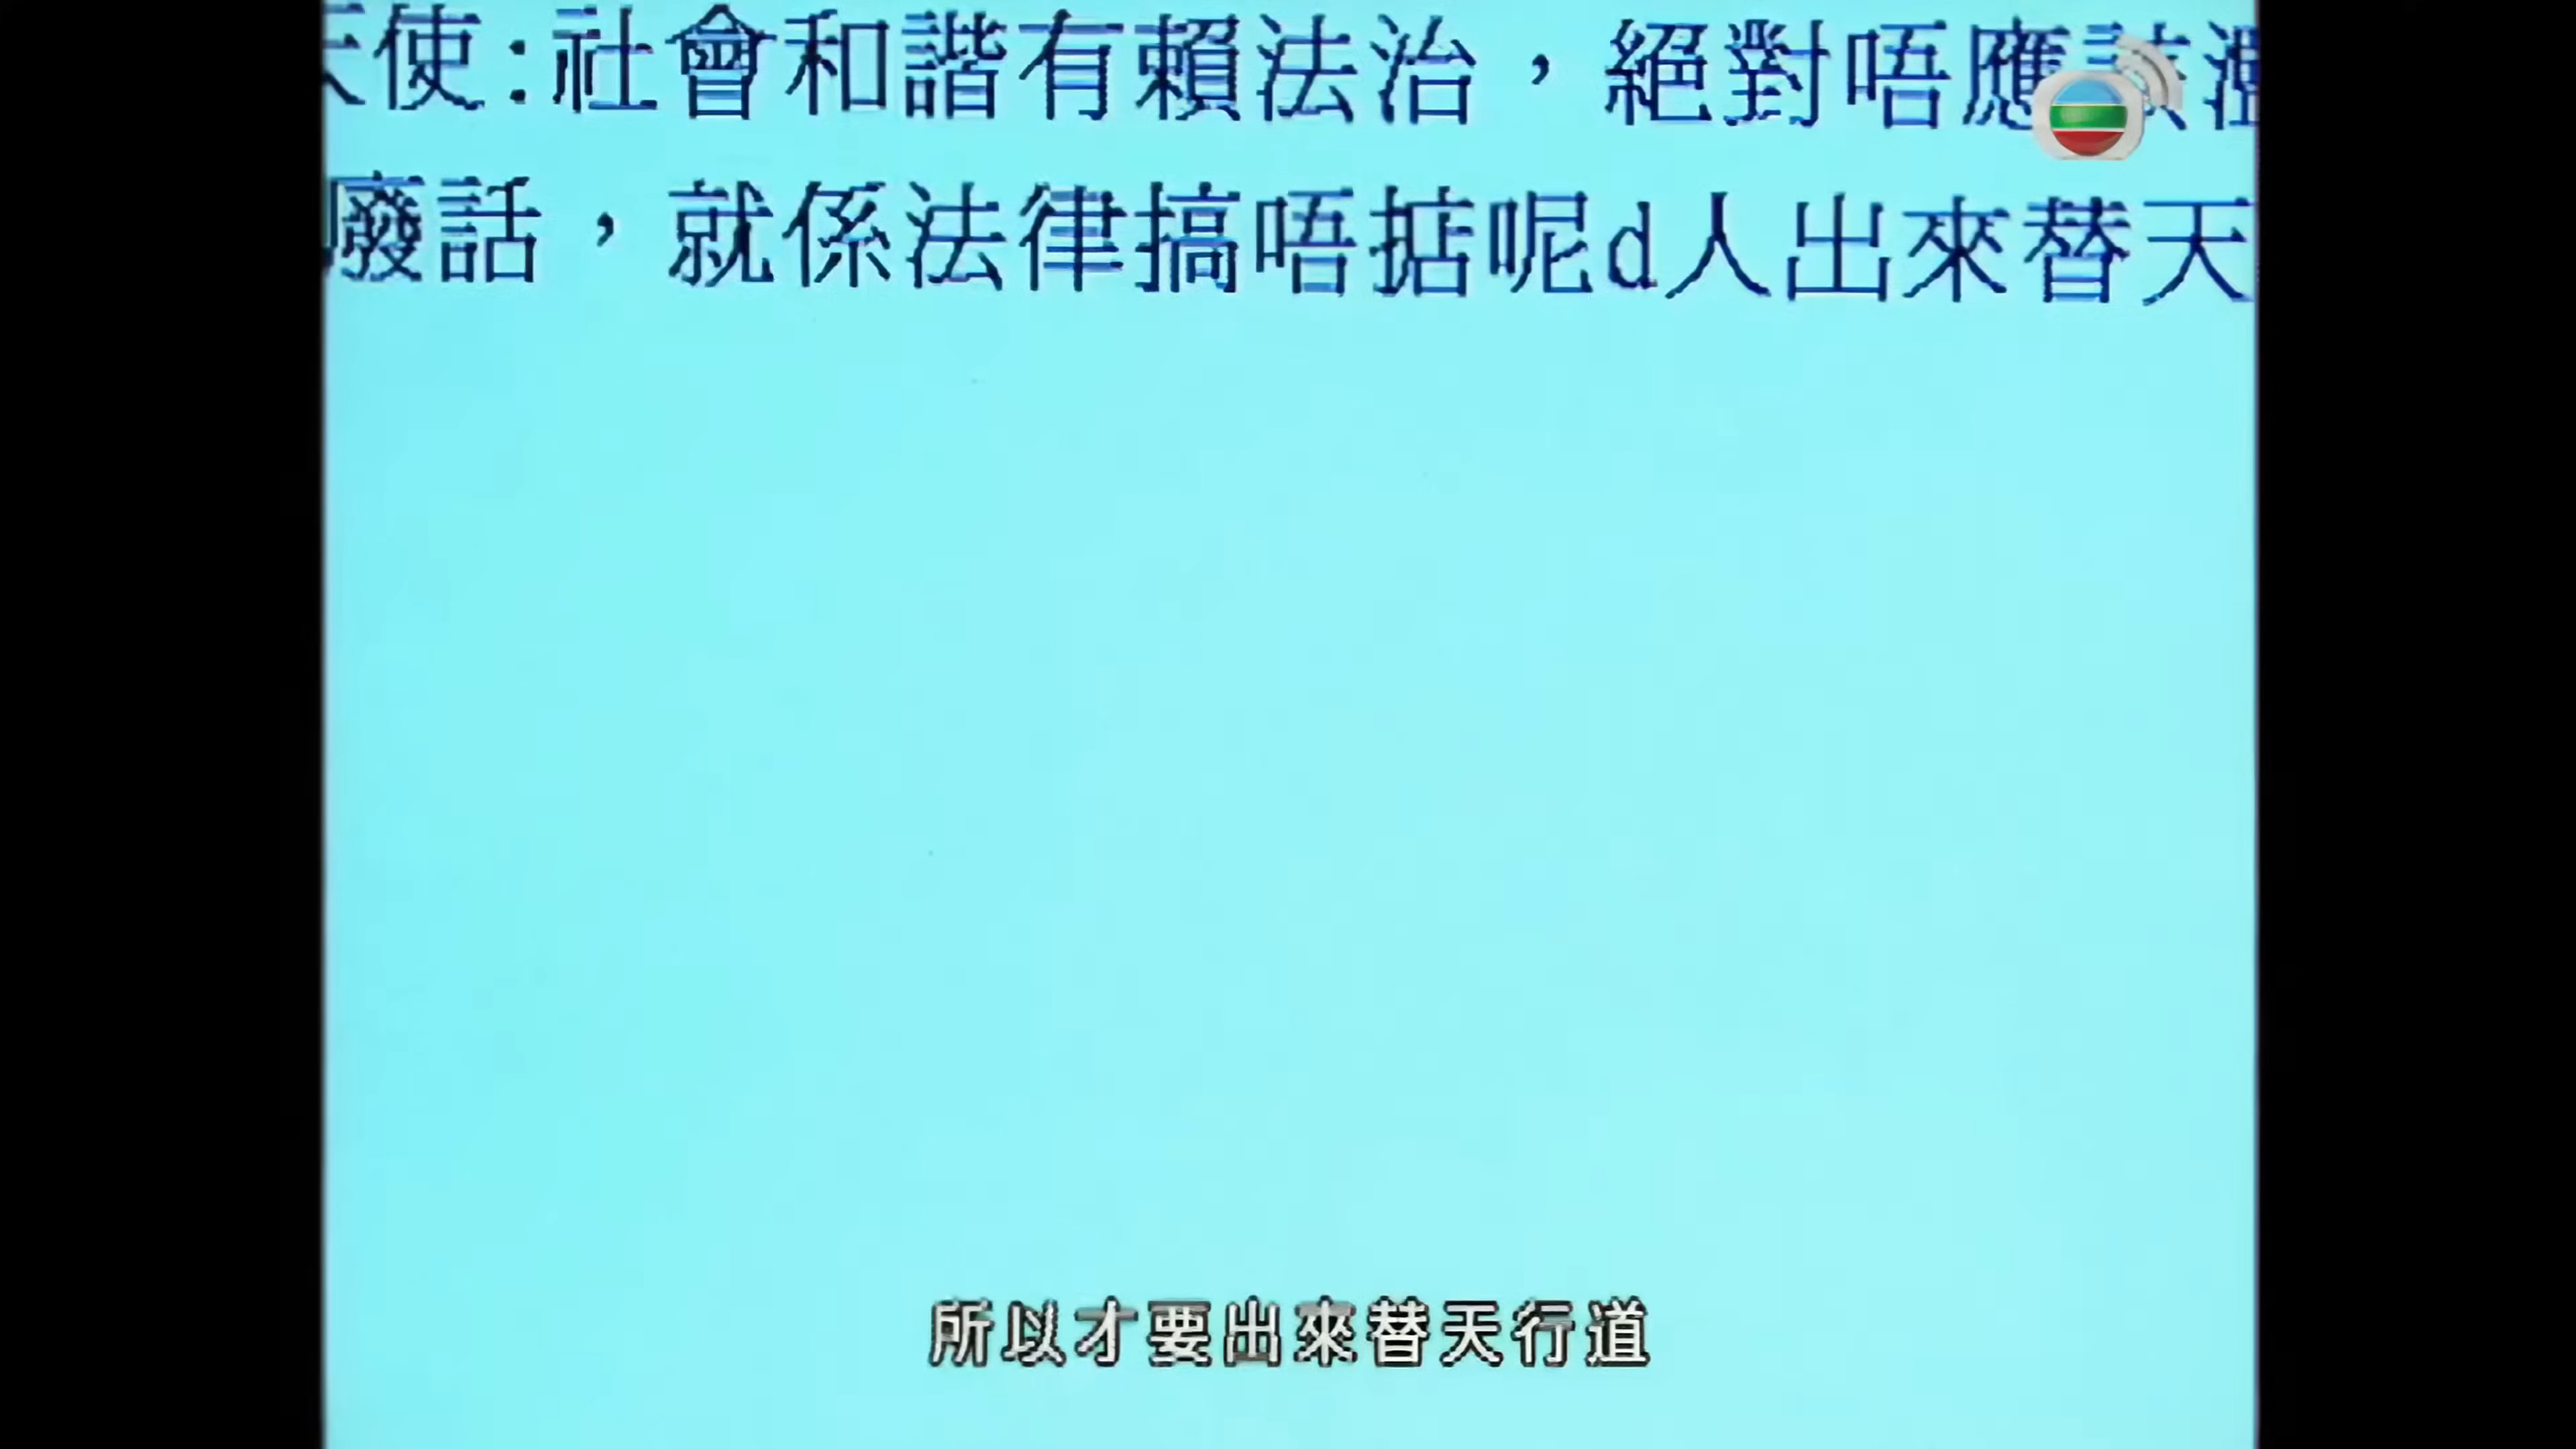 天使:社會和諧有賴法治，絕對唔應該濫
廢話，就係法律搞唔掂呢d人出來替天
所以才要出來替天行道